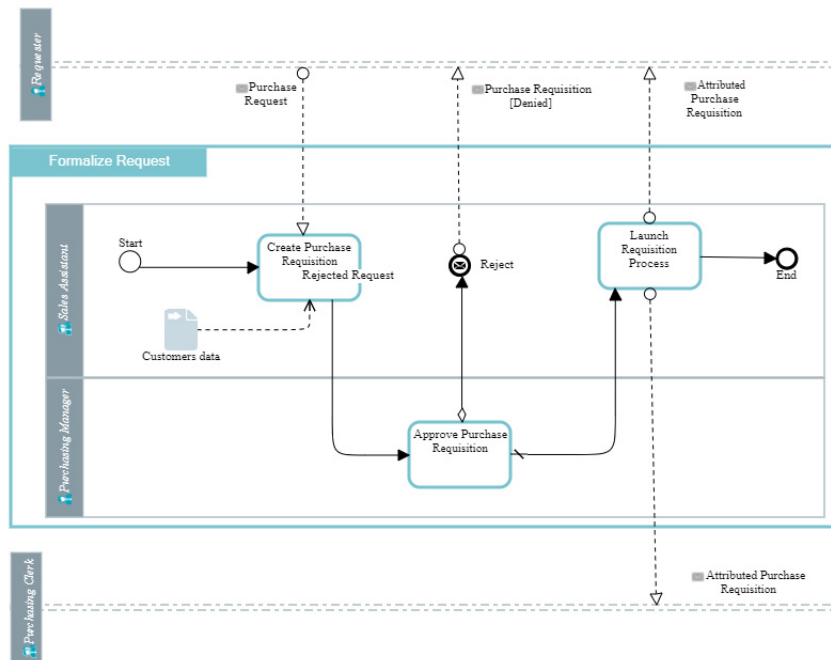 Requester
Purchase
Request
Purchase Requisition
[Denied]
Attributed
Purchase
Requisition
Formalize Request
Sales Assistant
Start
Create Purchase
Requisition
Rejected Request
Reject
Launch
Requisition
Process
End
Customers data
Purchasing Manager
Approve Purchase
Requisition
Purchasing Clerk
Attributed Purchase
Requisition